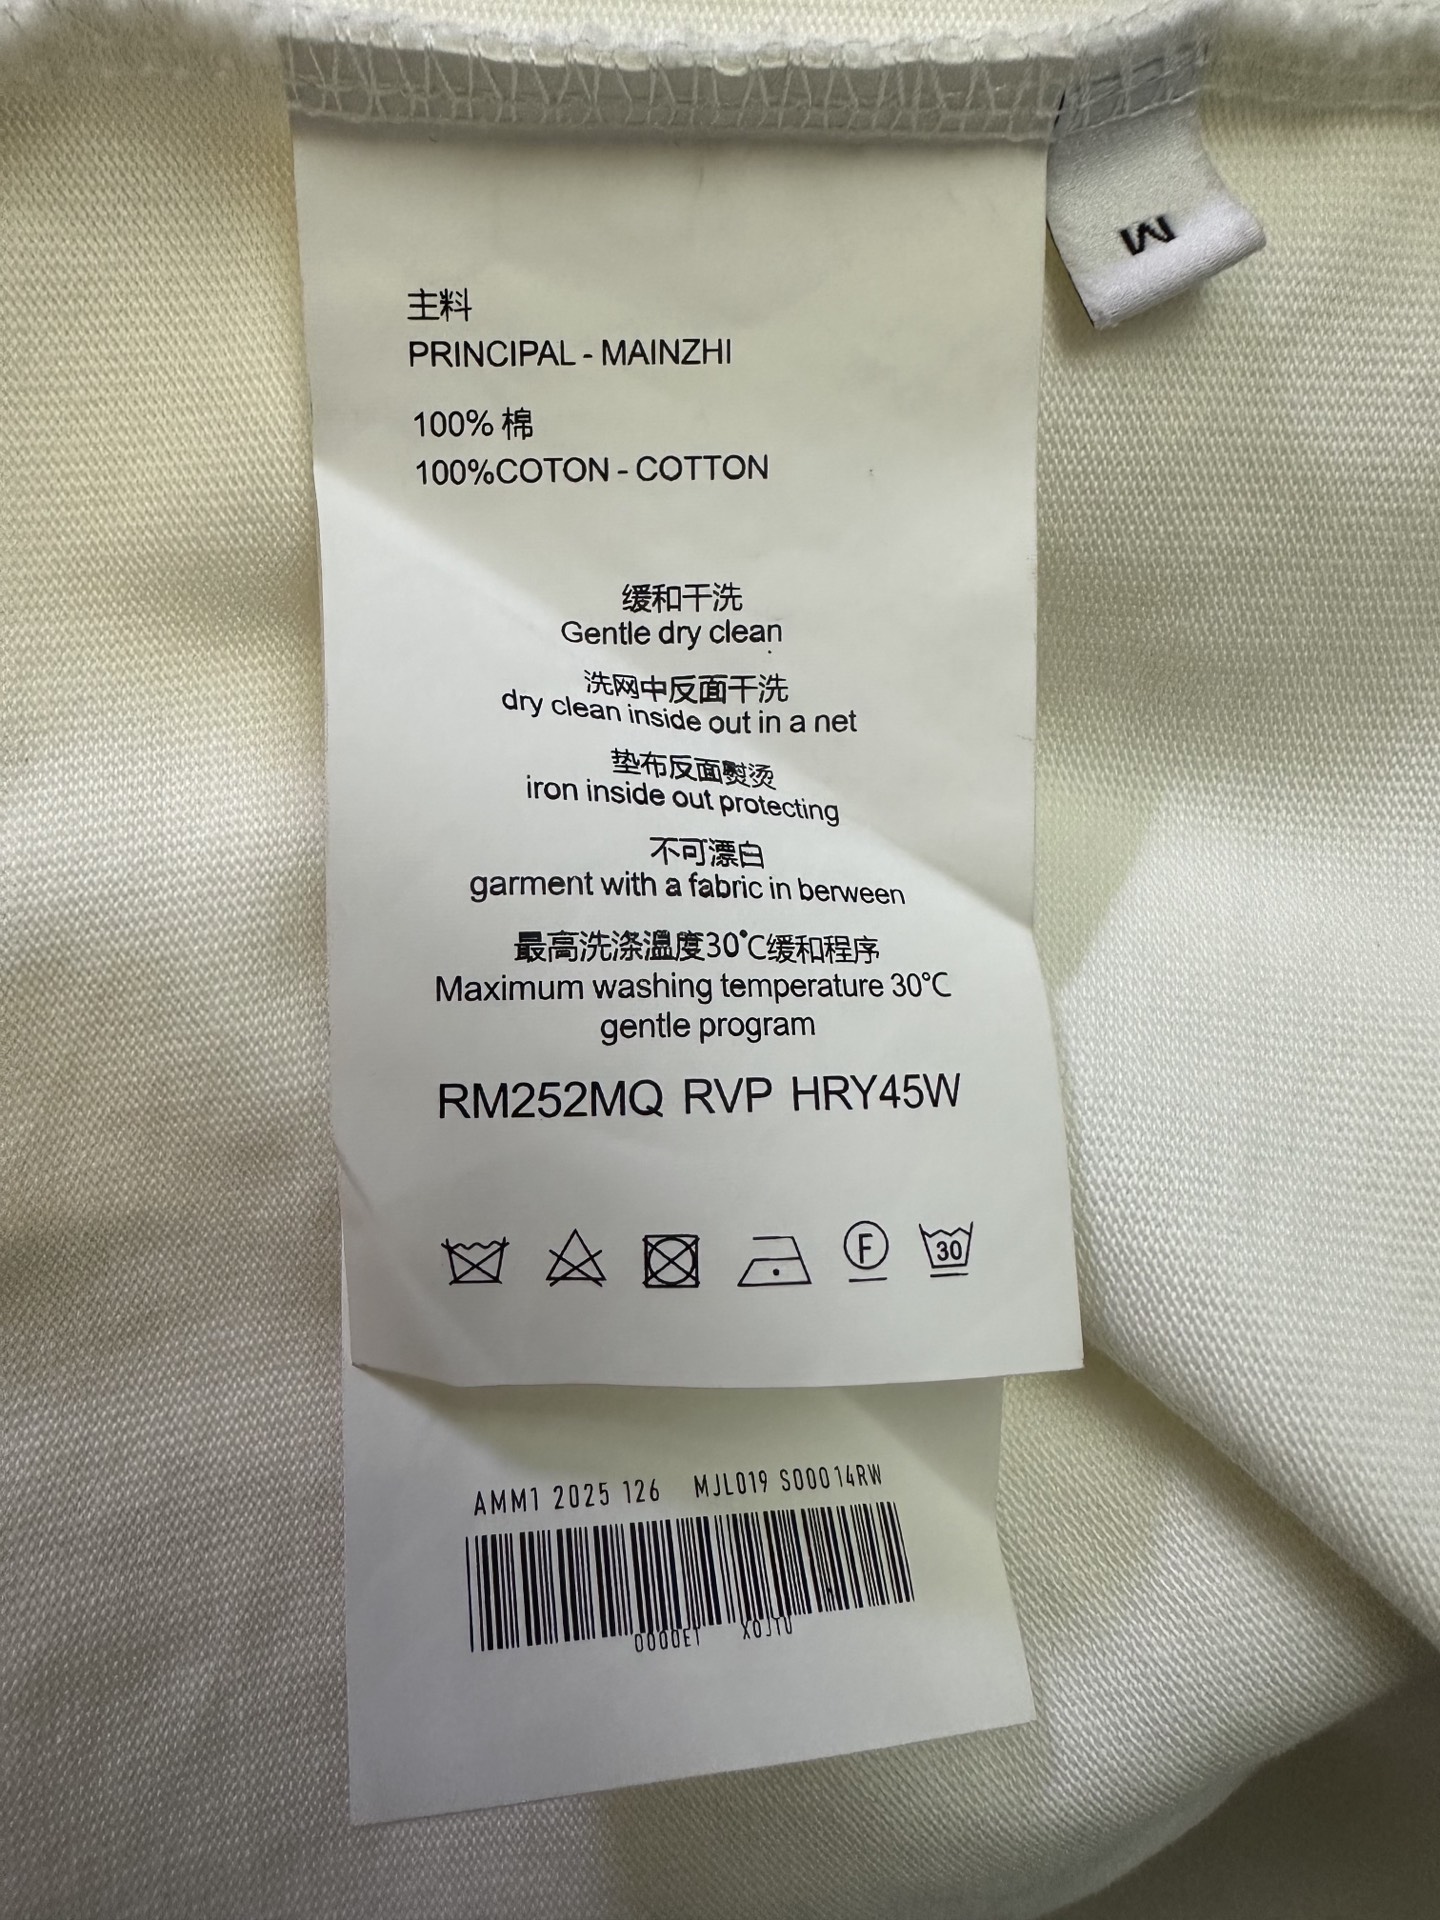 M
主料
PRINCIPAL - MAINZHI
100% 棉
100%COTON - COTTON
缓和干洗
Gentle dry clean
洗网中反面干洗
dry clean inside out in a net
垫布反面熨烫
iron inside out protecting
不可漂白
garment with a fabric in berween
最高洗涤温度30℃缓和程序
Maximum washing temperature 30℃
gentle program
RM252MQ RVP HRY45W
F
30
AMM1 2025 126 MJL019 S00014RW